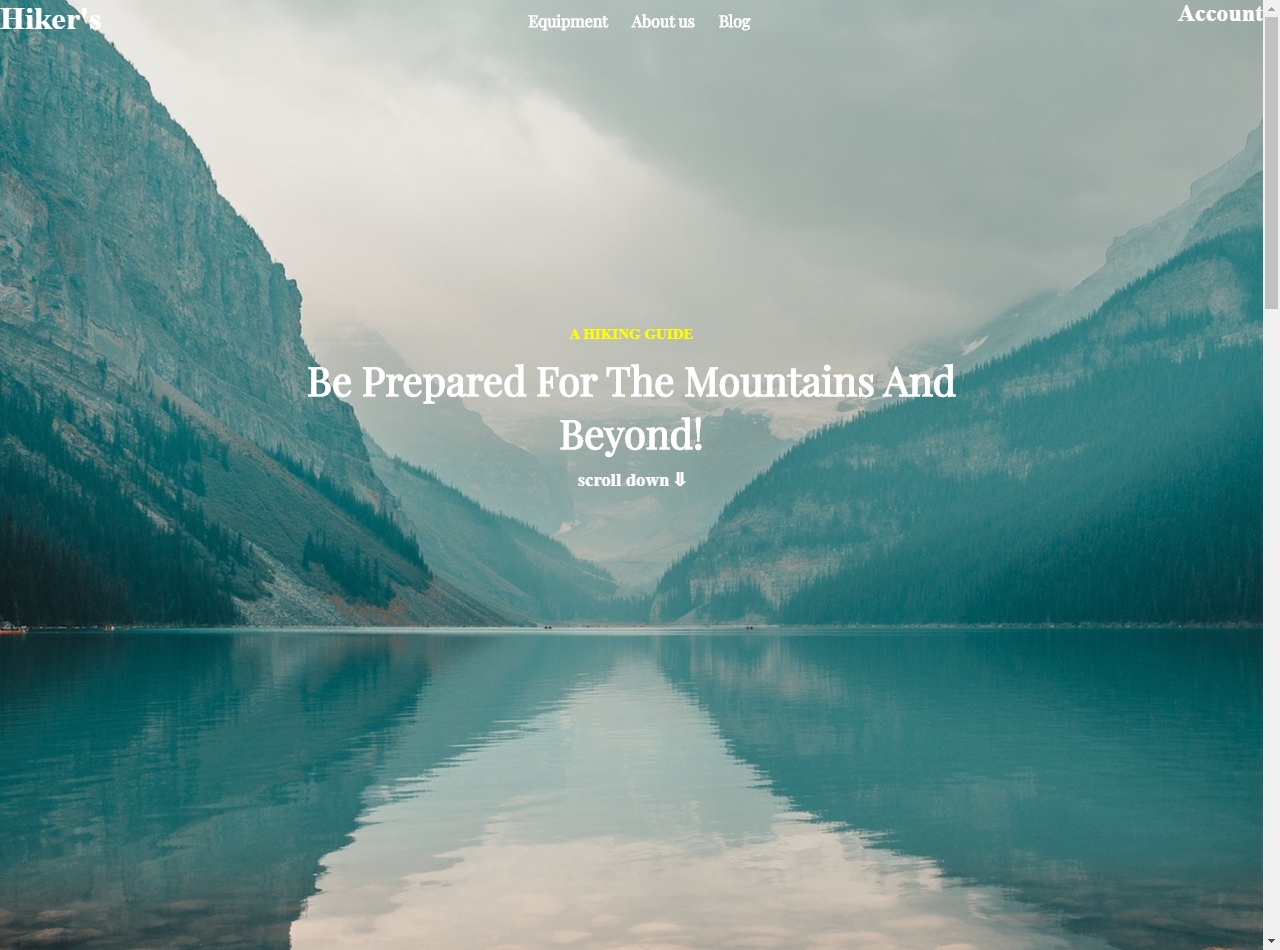 Hiker's
Equipment About us Blog
Account
A HIKING GUIDE
Be Prepared For The Mountains And
Beyond!
scroll down ⇓